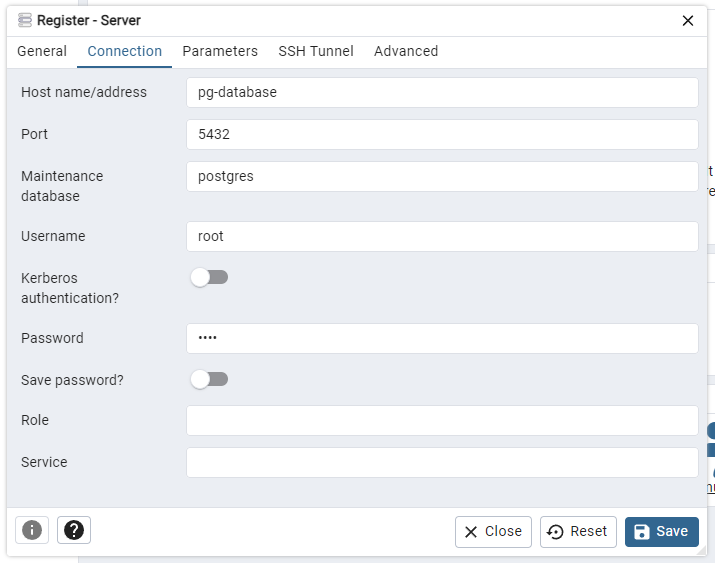 Register - Server
General Connection Parameters SSH Tunnel Advanced
Host name/address pg-database
Port 5432
Maintenance
database
postgres
Username root
Kerberos
authentication?
Password ••••
Save password?
Role
Service
Close Reset Save